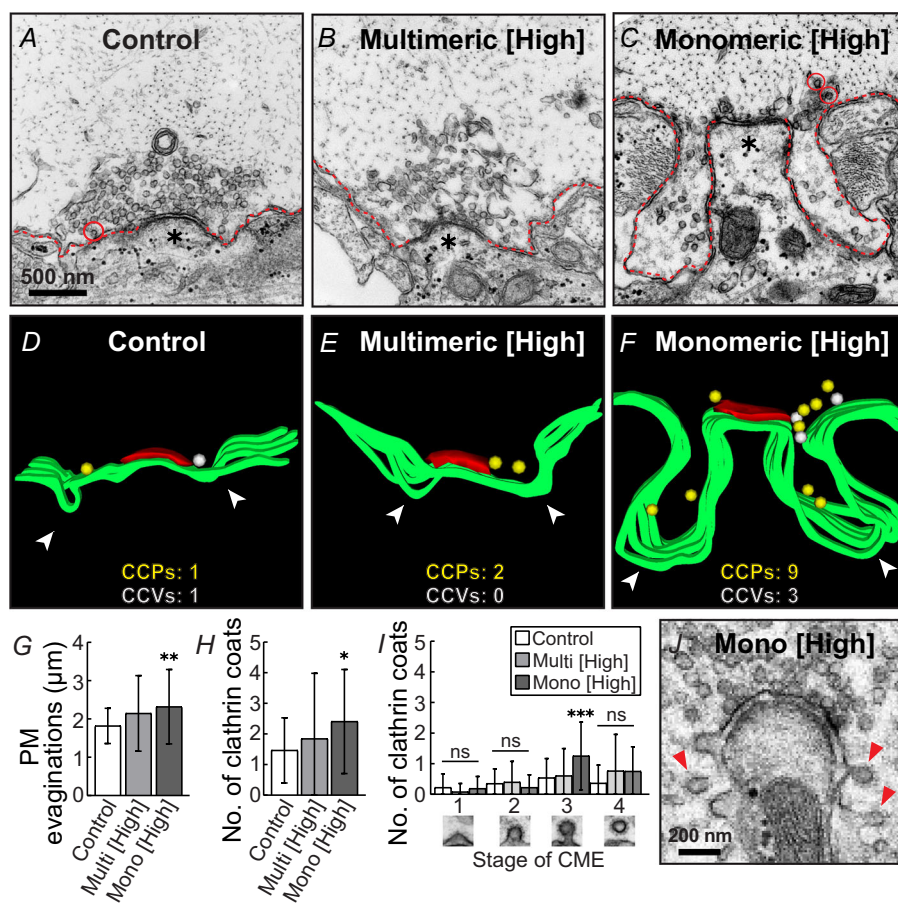 A Control
500 nm
*
B Multimeric [High]
*
C Monomeric [High]
*
D Control
CCPs: 1
CCVs: 1
E Multimeric [High]
CCPs: 2
CCVs: 0
F Monomeric [High]
CCPs: 9
CCVs: 3
G
PM evaginations (µm)
4
3
2
1
0
**
Control
Multi [High]
Mono [High]
H
No. of clathrin coats
5
4
3
2
1
0
*
Control
Multi [High]
Mono [High]
I
Control
Multi [High]
Mono [High]
No. of clathrin coats
5
4
3
2
1
0
ns
ns
***
ns
1 2 3 4
Stage of CME
J Mono [High]
200 nm